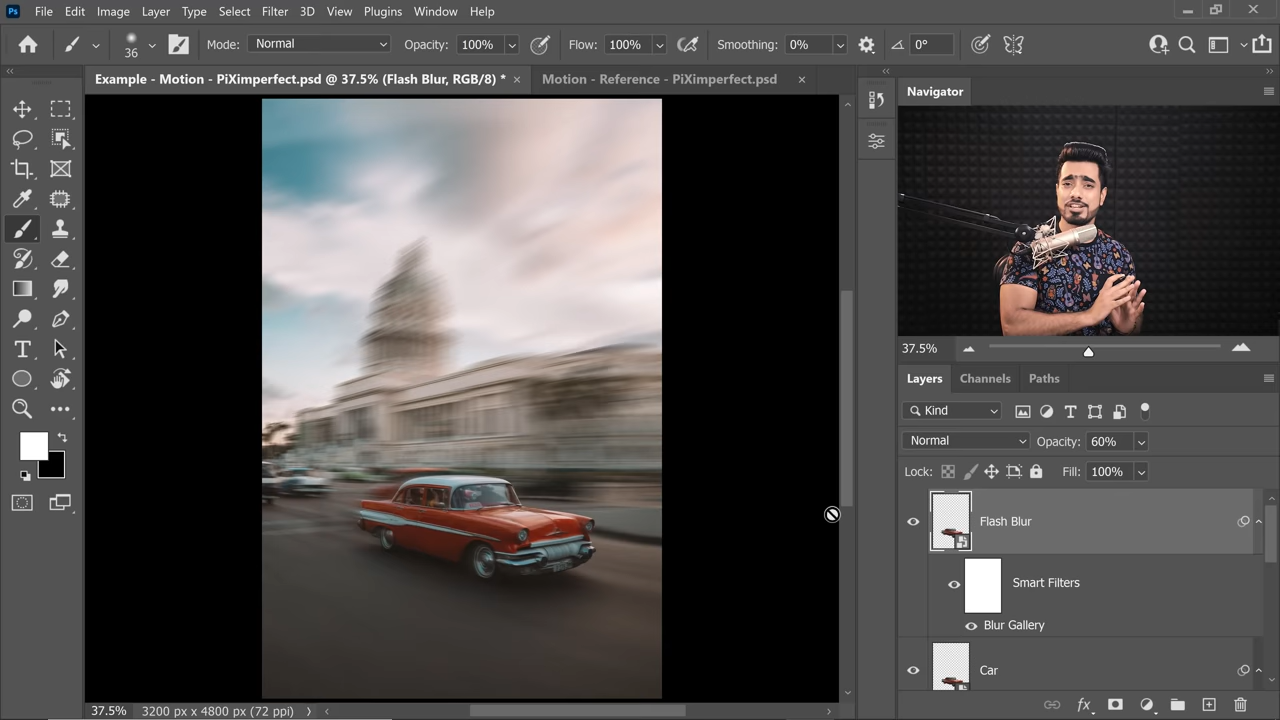 Ps File Edit Image Layer Type Select Filter 3D View Plugins Window Help
36 Mode: Normal Opacity: 100% Flow: 100% Smoothing: 0% 0°
Example - Motion - PiXimperfect.psd @ 37.5% (Flash Blur, RGB/8) * Motion - Reference - PiXimperfect.psd
Navigator
37.5%
Layers Channels Paths
Kind
Normal Opacity: 60%
Lock: Fill: 100%
Flash Blur
Smart Filters
Blur Gallery
Car
fx
37.5% 3200 px x 4800 px (72 ppi)